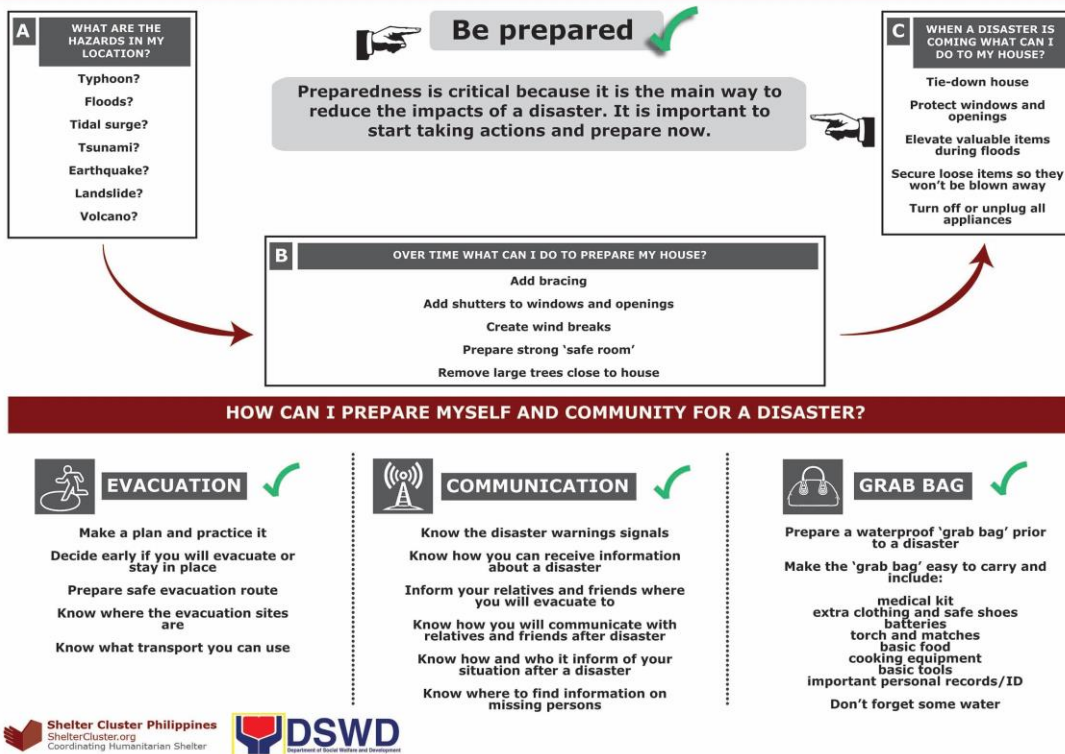 Be prepared
Preparedness is critical because it is the main way to
reduce the impacts of a disaster. It is important to
start taking actions and prepare now.
A
WHAT ARE THE
HAZARDS IN MY
LOCATION?
Typhoon?
Floods?
Tidal surge?
Tsunami?
Earthquake?
Landslide?
Volcano?
B
OVER TIME WHAT CAN I DO TO PREPARE MY HOUSE?
Add bracing
Add shutters to windows and openings
Create wind breaks
Prepare strong ‘safe room’
Remove large trees close to house
C
WHEN A DISASTER IS
COMING WHAT CAN I
DO TO MY HOUSE?
Tie-down house
Protect windows and
openings
Elevate valuable items
during floods
Secure loose items so they
won’t be blown away
Turn off or unplug all
appliances
HOW CAN I PREPARE MYSELF AND COMMUNITY FOR A DISASTER?
EVACUATION
Make a plan and practice it
Decide early if you will evacuate or
stay in place
Prepare safe evacuation route
Know where the evacuation sites
are
Know what transport you can use
COMMUNICATION
Know the disaster warnings signals
Know how you can receive information
about a disaster
Inform your relatives and friends where
you will evacuate to
Know how you will communicate with
relatives and friends after disaster
Know how and who it inform of your
situation after a disaster
Know where to find information on
missing persons
GRAB BAG
Prepare a waterproof ‘grab bag’ prior
to a disaster
Make the ‘grab bag’ easy to carry and
include:
medical kit
extra clothing and safe shoes
batteries
torch and matches
basic food
cooking equipment
basic tools
important personal records/ID
Don’t forget some water
Shelter Cluster Philippines
ShelterCluster.org
Coordinating Humanitarian Shelter
DSWD
Department of Social Welfare and Development